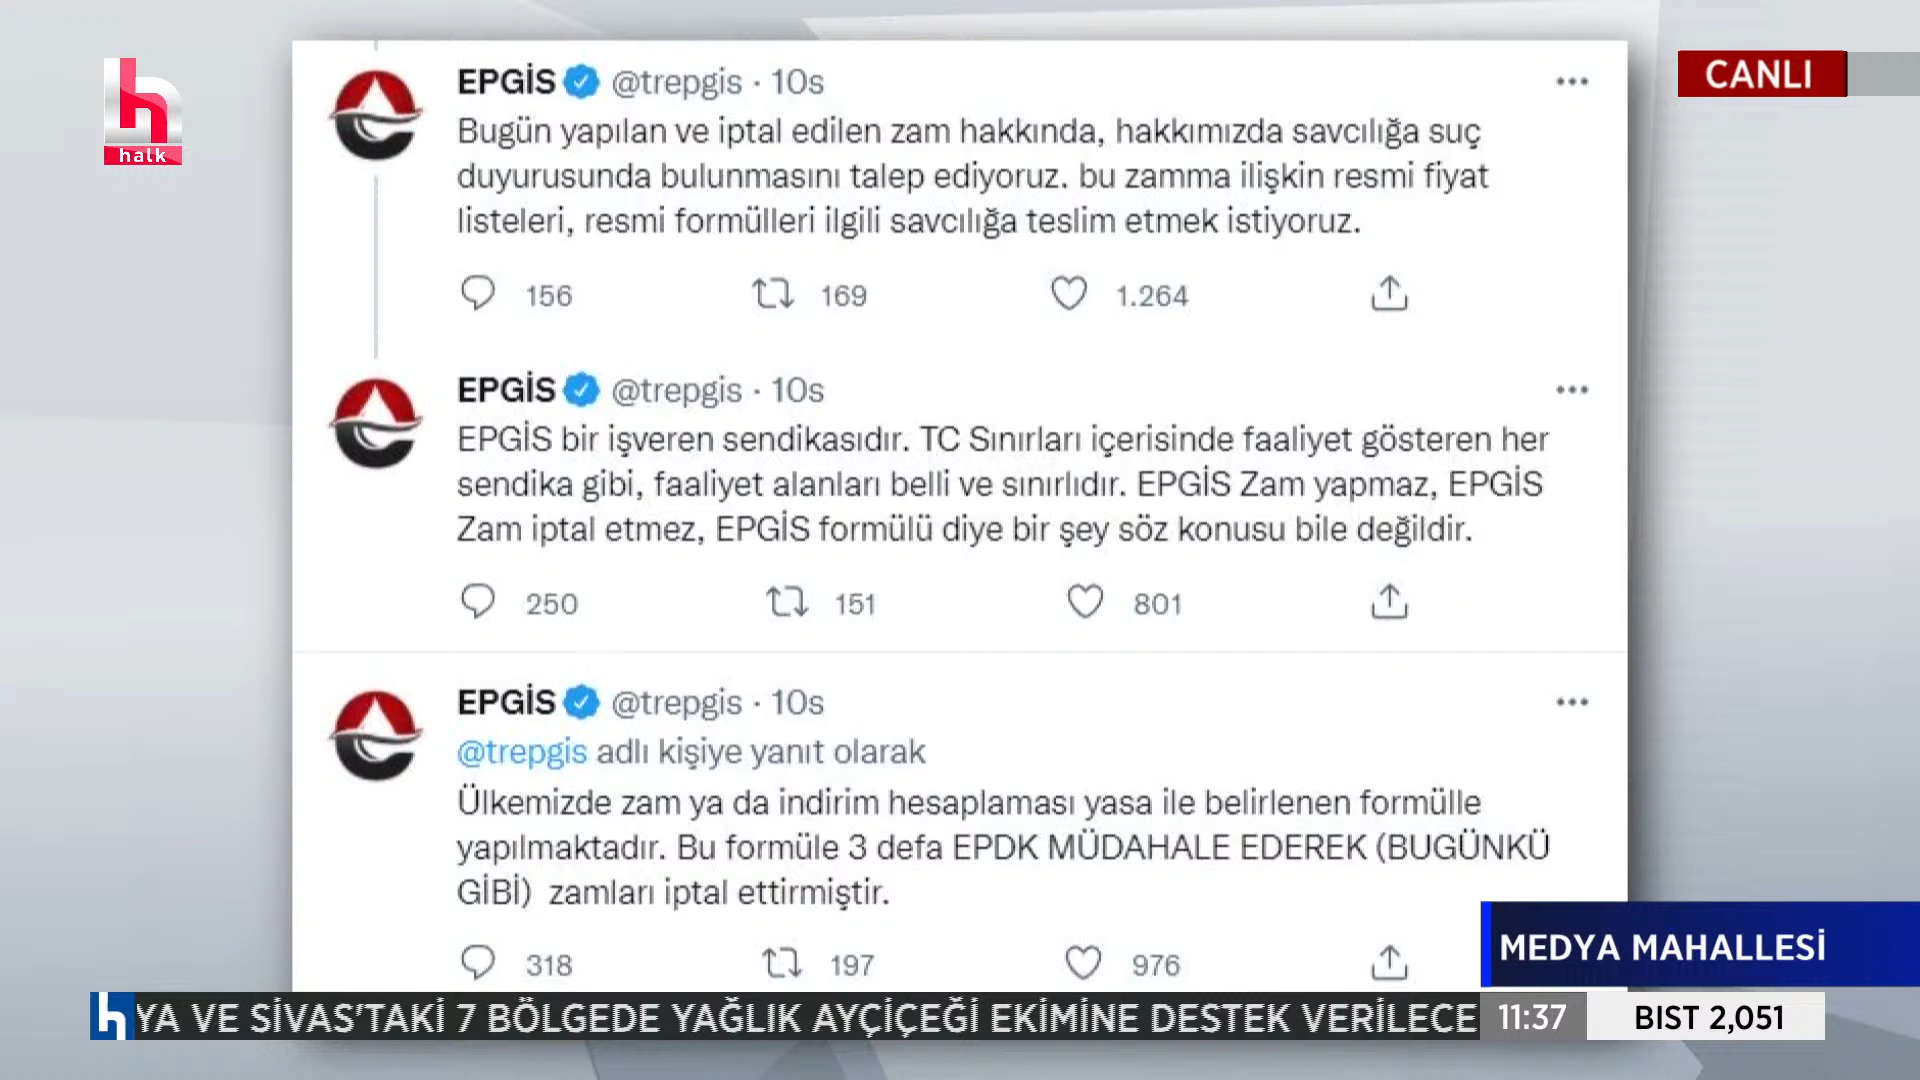 h
halk
CANLI
EPGİS @trepgis · 10s
Bugün yapılan ve iptal edilen zam hakkında, hakkımızda savcılığa suç
duyurusunda bulunmasını talep ediyoruz. bu zamma ilişkin resmi fiyat
listeleri, resmi formülleri ilgili savcılığa teslim etmek istiyoruz.
156 169 1.264
EPGİS @trepgis · 10s
EPGİS bir işveren sendikasıdır. TC Sınırları içerisinde faaliyet gösteren her
sendika gibi, faaliyet alanları belli ve sınırlıdır. EPGİS Zam yapmaz, EPGİS
Zam iptal etmez, EPGİS formülü diye bir şey söz konusu bile değildir.
250 151 801
EPGİS @trepgis · 10s
@trepgis adlı kişiye yanıt olarak
Ülkemizde zam ya da indirim hesaplaması yasa ile belirlenen formülle
yapılmaktadır. Bu formüle 3 defa EPDK MÜDAHALE EDEREK (BUGÜNKÜ
GİBİ)  zamları iptal ettirmiştir.
318 197 976
MEDYA MAHALLESİ
h YA VE SİVAS'TAKİ 7 BÖLGEDE YAĞLIK AYÇİÇEĞİ EKİMİNE DESTEK VERİLECE 11:37 BIST 2,051